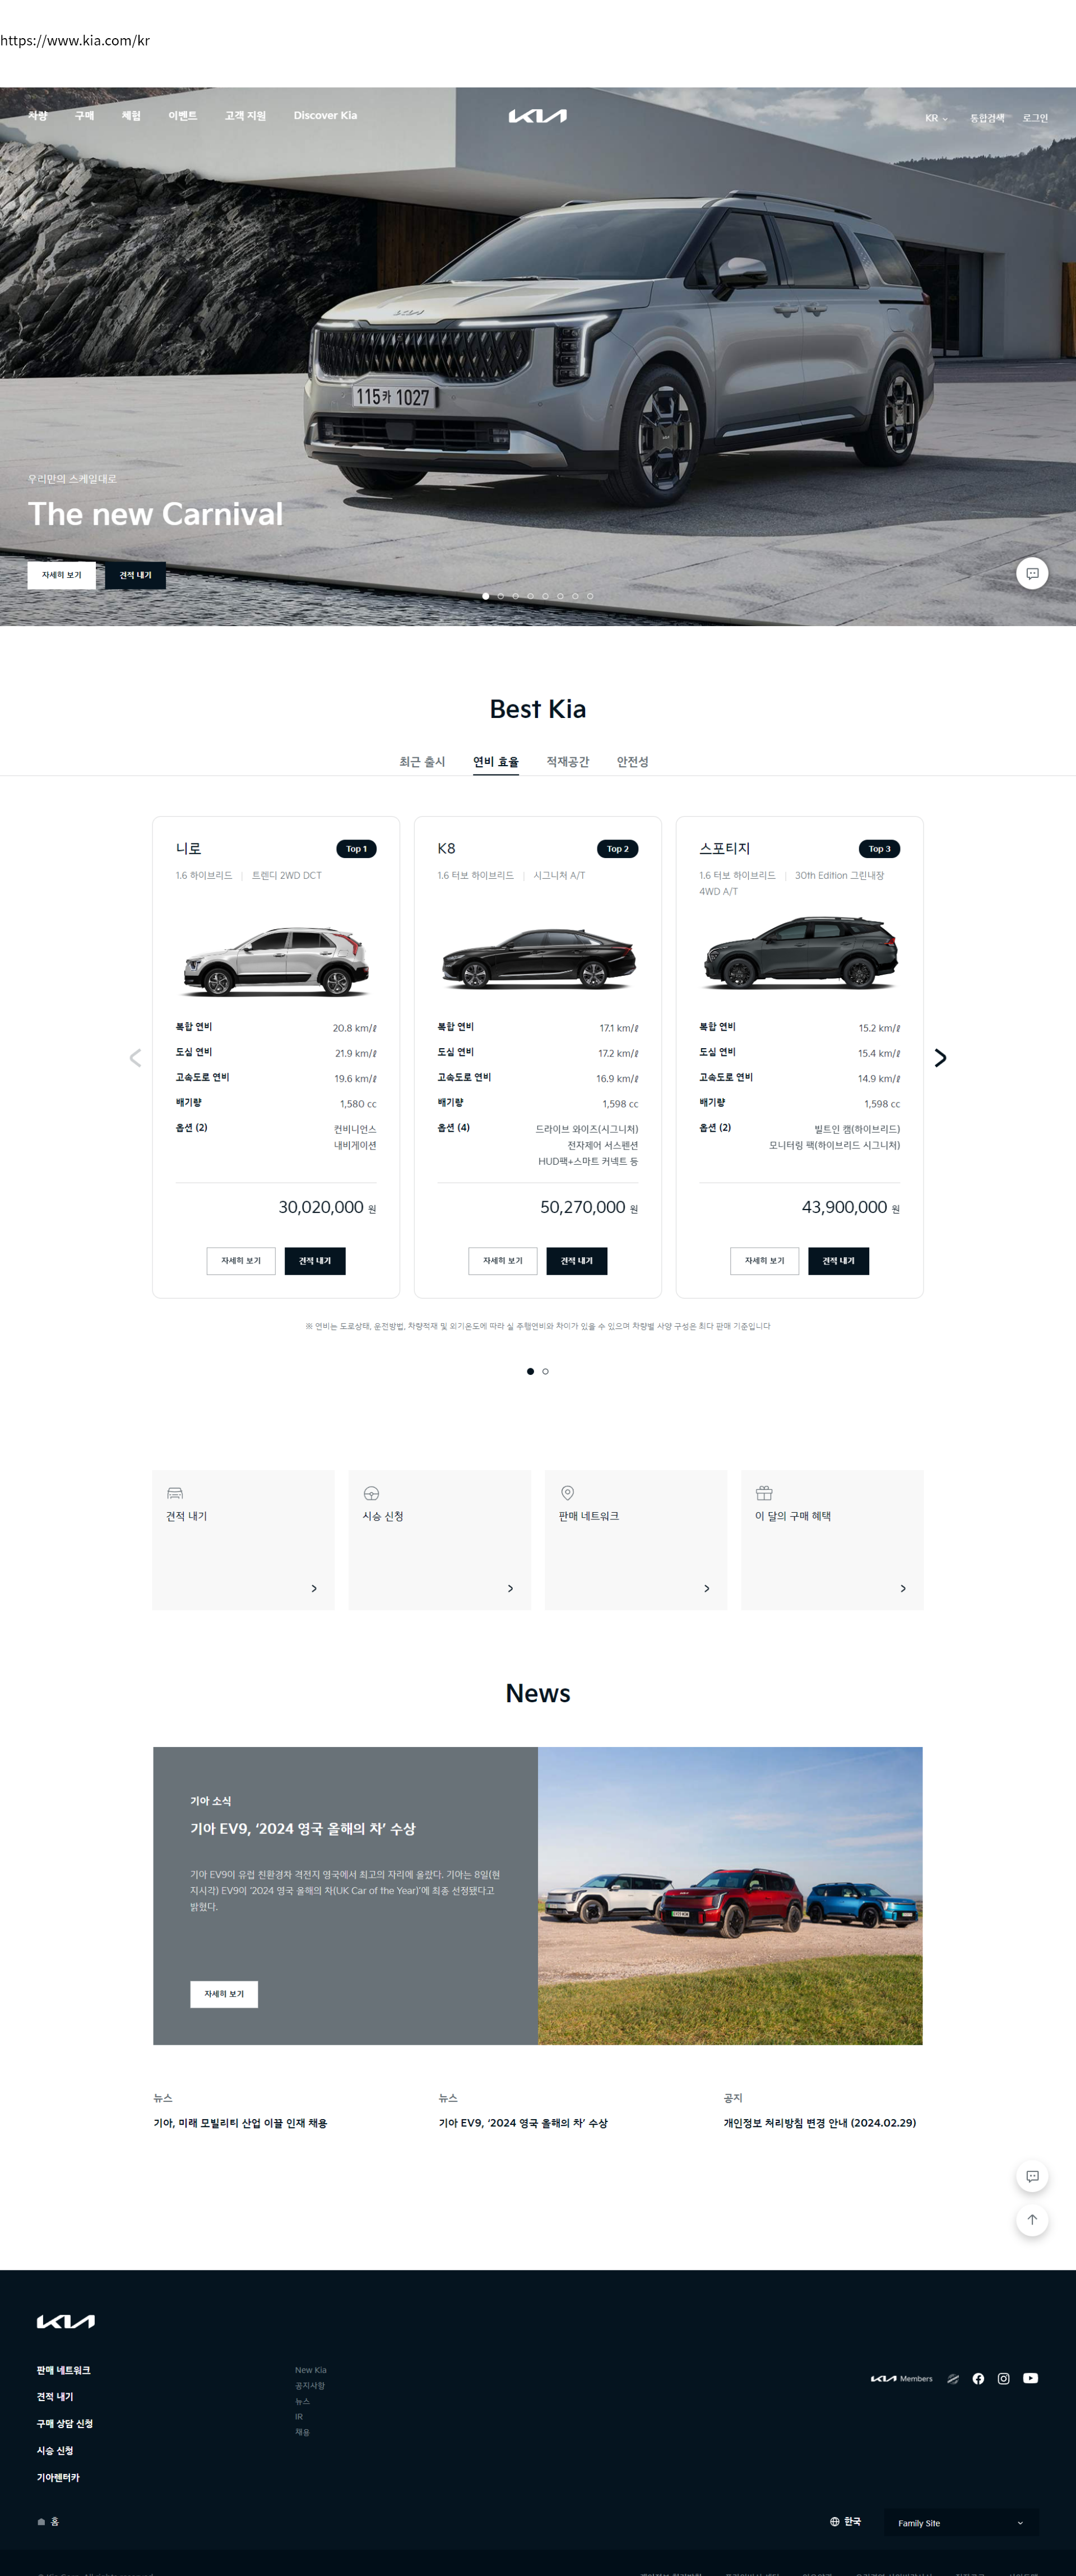 https://www.kia.com/kr
차량 구매 체험 이벤트 고객 지원 Discover Kia
KIA
KR 통합검색 로그인
KIA
115카 1027
우리만의 스케일대로
The new Carnival
자세히 보기 견적 내기
Best Kia
최근 출시 연비 효율 적재공간 안전성
니로 Top 1
1.6 하이브리드 | 트렌디 2WD DCT
복합 연비 20.8 km/ℓ
도심 연비 21.9 km/ℓ
고속도로 연비 19.6 km/ℓ
배기량 1,580 cc
옵션 (2) 컨비니언스
내비게이션
30,020,000 원
자세히 보기 견적 내기
K8 Top 2
1.6 터보 하이브리드 | 시그니처 A/T
복합 연비 17.1 km/ℓ
도심 연비 17.2 km/ℓ
고속도로 연비 16.9 km/ℓ
배기량 1,598 cc
옵션 (4) 드라이브 와이즈(시그니처)
전자제어 서스펜션
HUD팩+스마트 커넥트 등
50,270,000 원
자세히 보기 견적 내기
스포티지 Top 3
1.6 터보 하이브리드 | 30th Edition 그린내장
4WD A/T
복합 연비 15.2 km/ℓ
도심 연비 15.4 km/ℓ
고속도로 연비 14.9 km/ℓ
배기량 1,598 cc
옵션 (2) 빌트인 캠(하이브리드)
모니터링 팩(하이브리드 시그니처)
43,900,000 원
자세히 보기 견적 내기
※ 연비는 도로상태, 운전방법, 차량적재 및 외기온도에 따라 실 주행연비와 차이가 있을 수 있으며 차량별 사양 구성은 최다 판매 기준입니다
견적 내기
시승 신청
판매 네트워크
이 달의 구매 혜택
News
기아 소식
기아 EV9, ‘2024 영국 올해의 차’ 수상
기아 EV9이 유럽 친환경차 격전지 영국에서 최고의 자리에 올랐다. 기아는 8일(현
지시각) EV9이 ‘2024 영국 올해의 차(UK Car of the Year)’에 최종 선정됐다고
밝혔다.
자세히 보기
뉴스
기아, 미래 모빌리티 산업 이끌 인재 채용
뉴스
기아 EV9, ‘2024 영국 올해의 차’ 수상
공지
개인정보 처리방침 변경 안내 (2024.02.29)
KIA
판매 네트워크
견적 내기
구매 상담 신청
시승 신청
기아렌터카
New Kia
공지사항
뉴스
IR
채용
KIA Members
홈
한국
Family Site